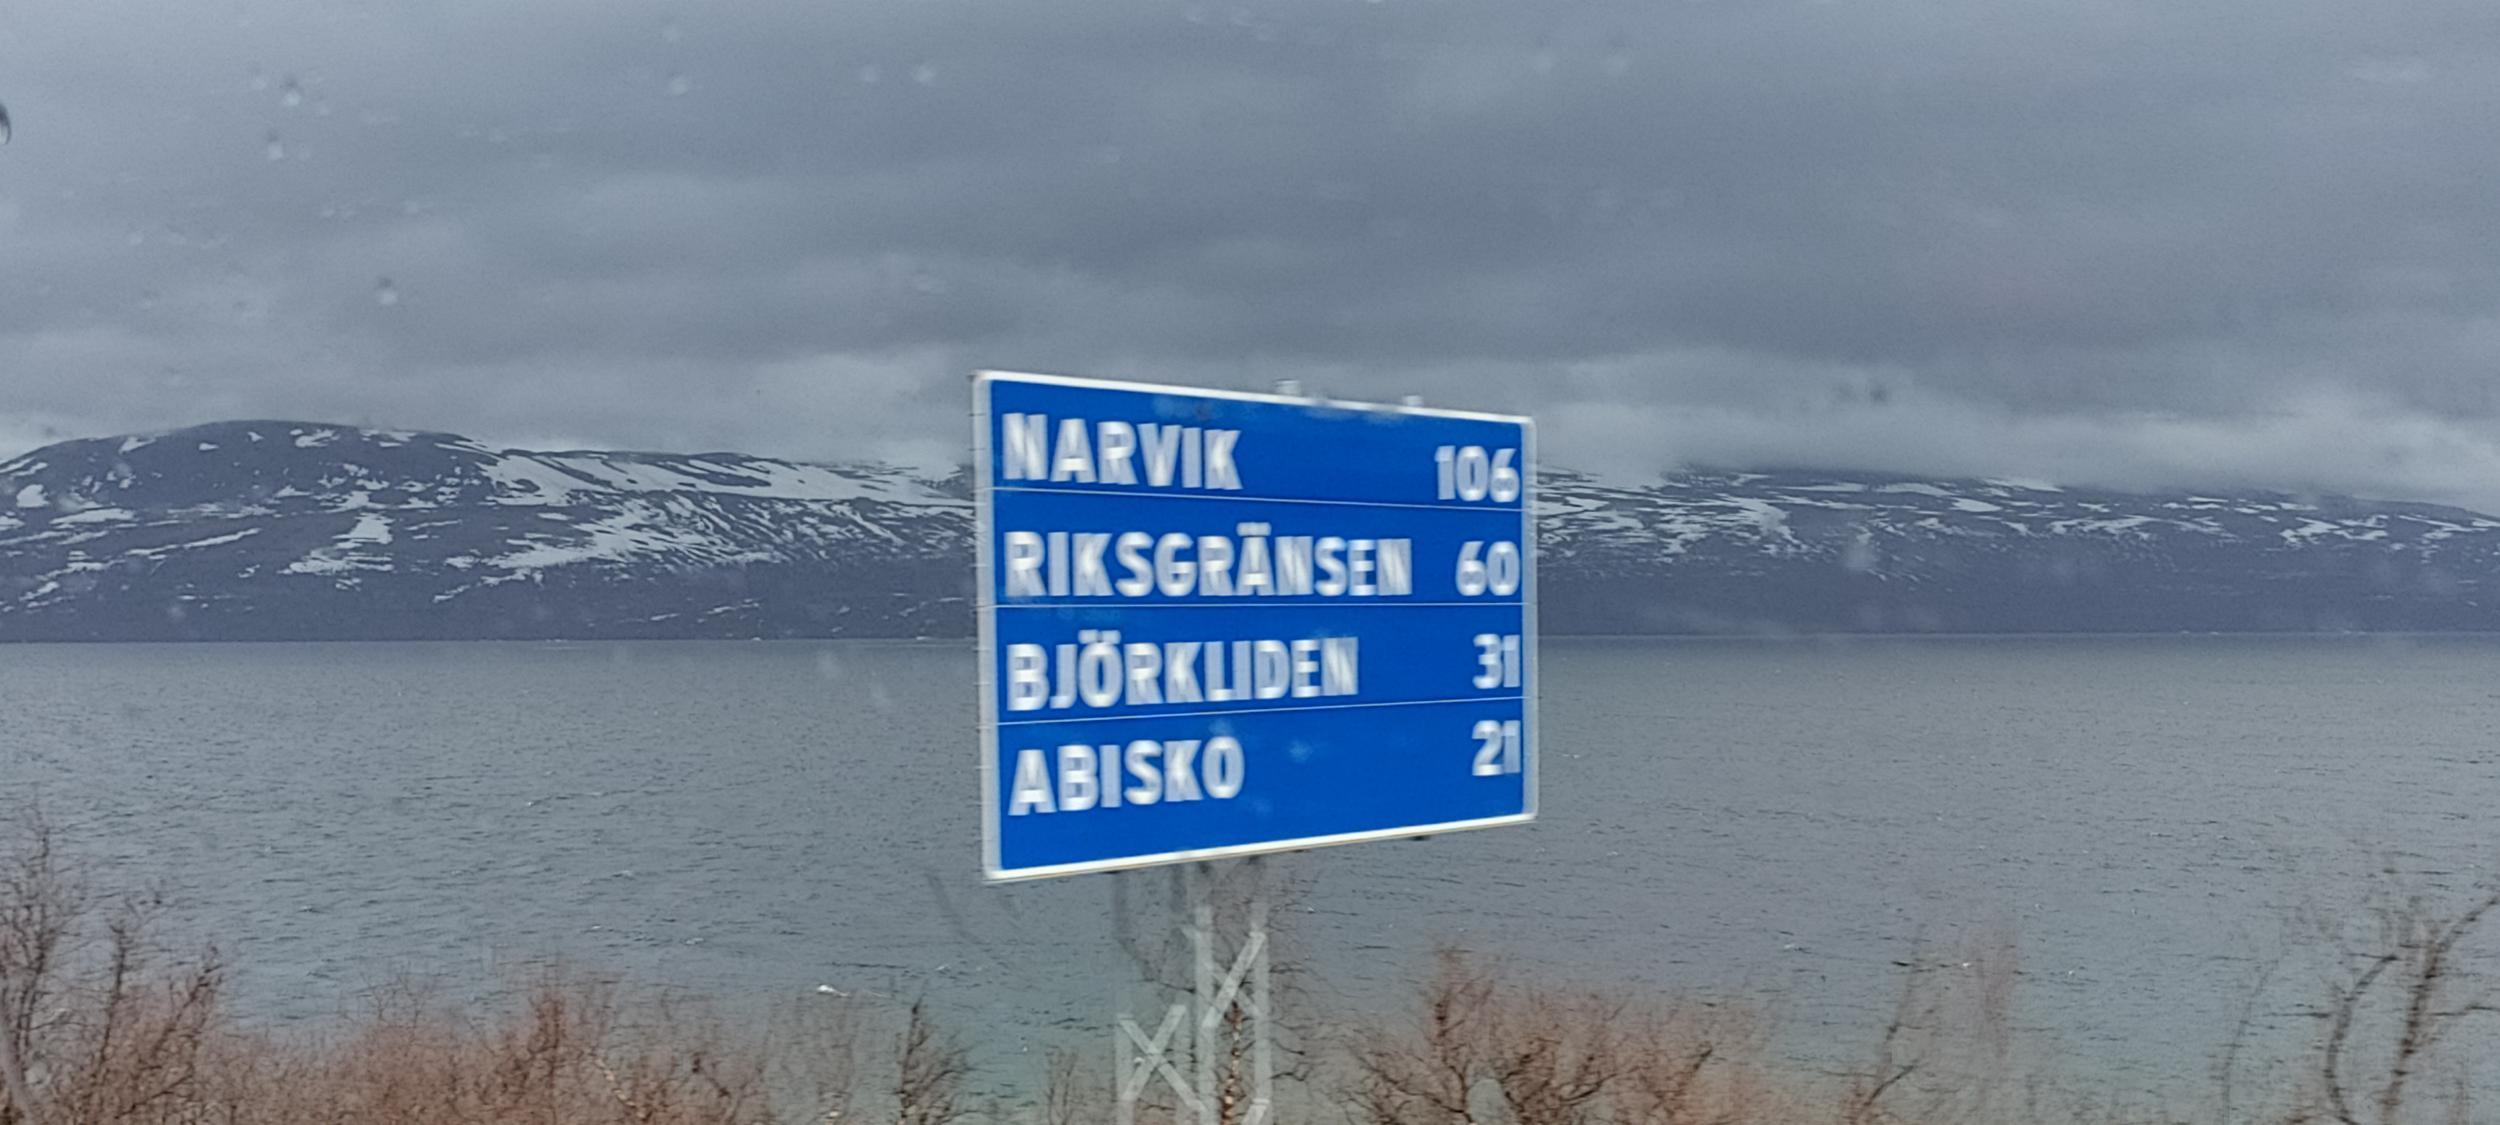 NARVIK 106
RIKSGRÄNSEN 60
BJÖRKLIDEN 31
ABISKO 21